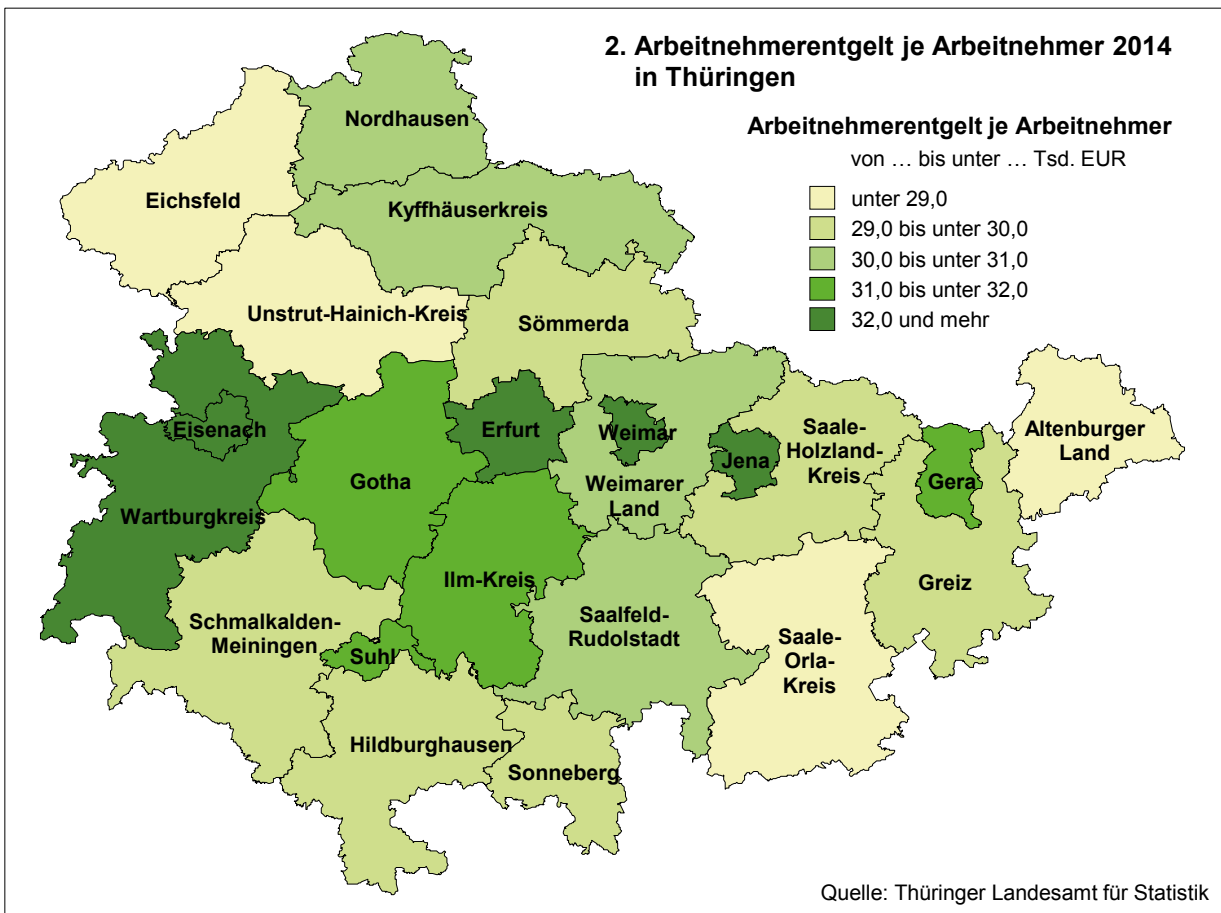 2. Arbeitnehmerentgelt je Arbeitnehmer 2014
in Thüringen
Arbeitnehmerentgelt je Arbeitnehmer
von … bis unter … Tsd. EUR
unter 29,0
29,0 bis unter 30,0
30,0 bis unter 31,0
31,0 bis unter 32,0
32,0 und mehr
Nordhausen
Eichsfeld
Kyffhäuserkreis
Unstrut-Hainich-Kreis
Sömmerda
Eisenach
Erfurt
Weimar
Saale-
Holzland-
Kreis
Altenburger
Land
Jena
Gotha
Weimarer
Land
Gera
Wartburgkreis
Ilm-Kreis
Greiz
Schmalkalden-
Meiningen
Saalfeld-
Rudolstadt
Suhl
Saale-
Orla-
Kreis
Hildburghausen
Sonneberg
Quelle: Thüringer Landesamt für Statistik